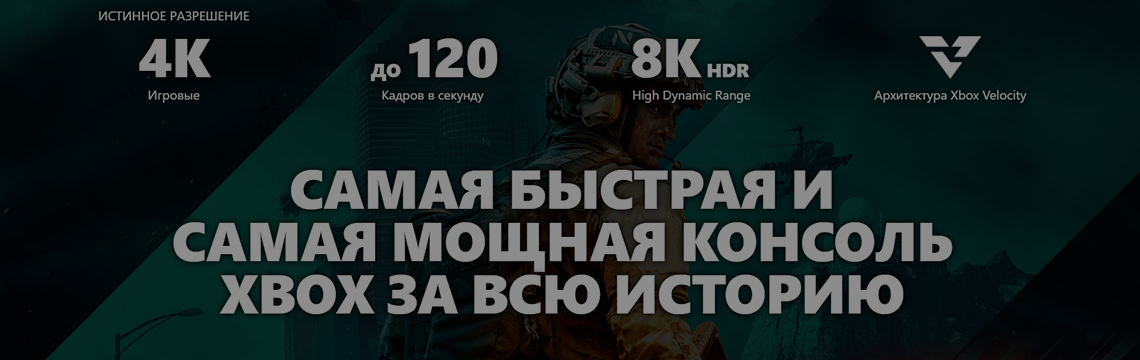 ИСТИННОЕ РАЗРЕШЕНИЕ
4K
Игровые
до 120
Кадров в секунду
8K HDR
High Dynamic Range
Архитектура Xbox Velocity
САМАЯ БЫСТРАЯ И
САМАЯ МОЩНАЯ КОНСОЛЬ
XBOX ЗА ВСЮ ИСТОРИЮ